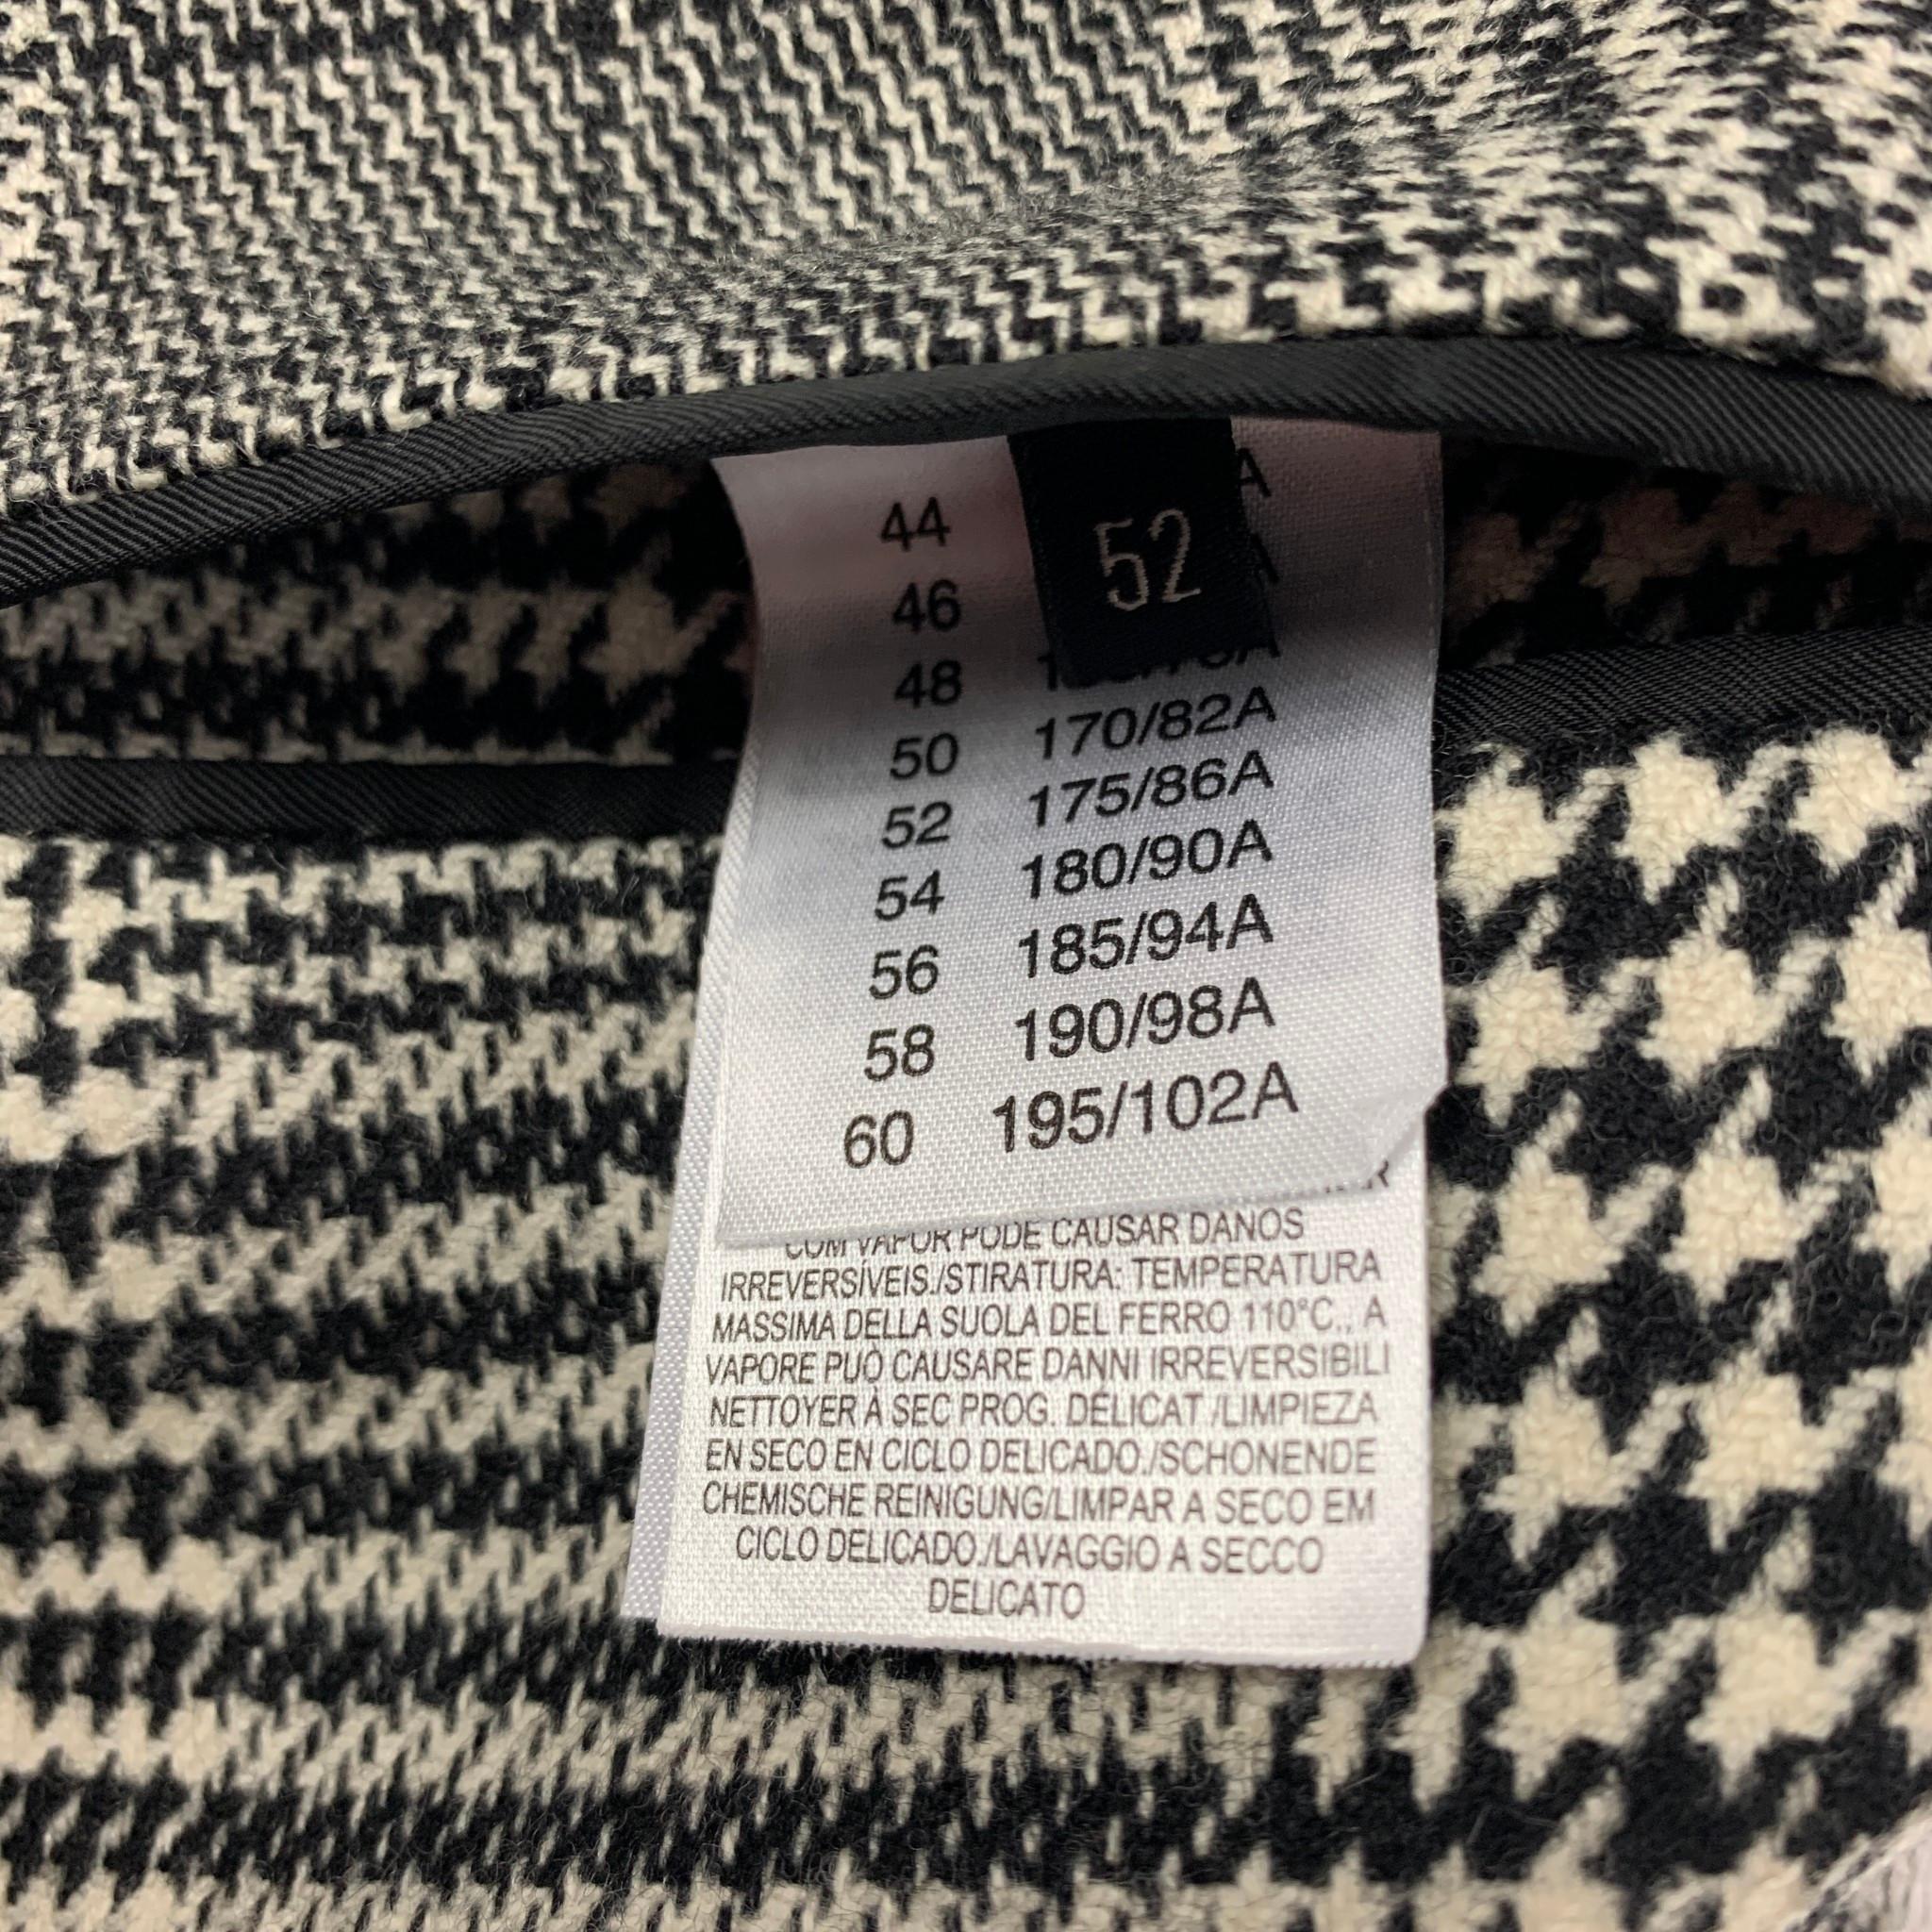 52
44
46
48
50 170/82A
52 175/86A
54 180/90A
56 185/94A
58 190/98A
60 195/102A
COM VAPOR PODE CAUSAR DANOS
IRREVERSÍVEIS./STIRATURA: TEMPERATURA
MASSIMA DELLA SUOLA DEL FERRO 110°C., A
VAPORE PUÒ CAUSARE DANNI IRREVERSIBILI
NETTOYER À SEC PROG. DÉLICAT /LIMPIEZA
EN SECO EN CICLO DELICADO./SCHONENDE
CHEMISCHE REINIGUNG/LIMPAR A SECO EM
CICLO DELICADO./LAVAGGIO A SECCO
DELICATO